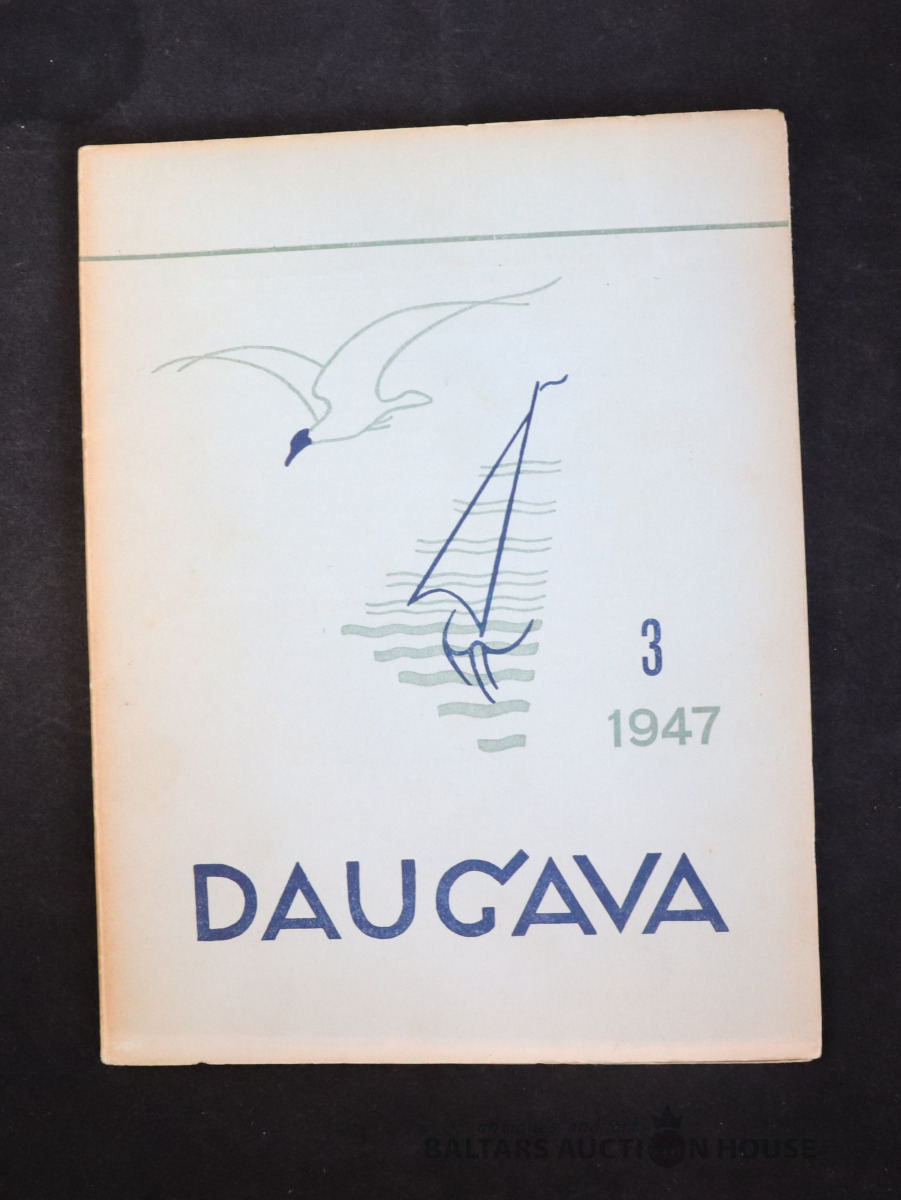 3
1947
DAUGAVA
BALTARS AUCTION HOUSE